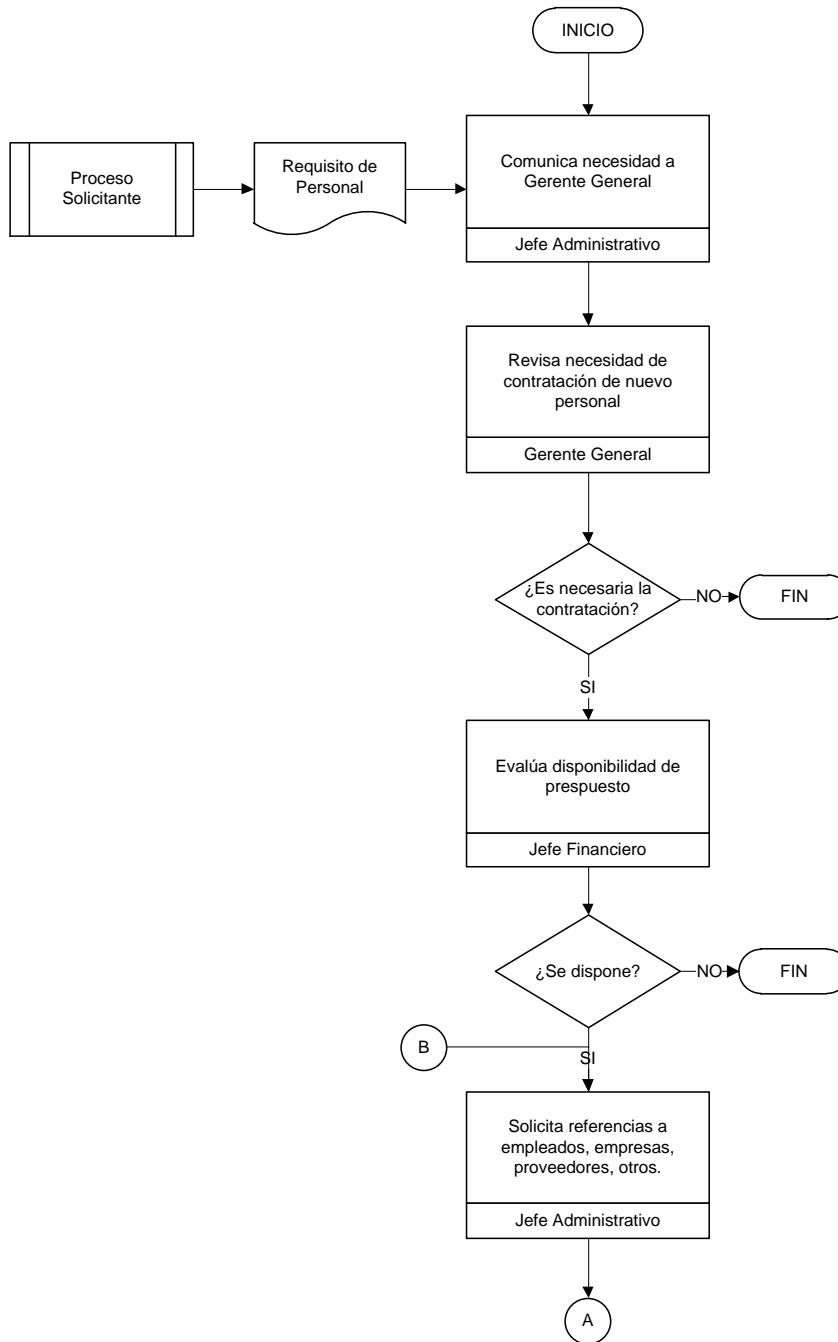 INICIO
Proceso
Solicitante
Requisito de
Personal
Comunica necesidad a
Gerente General
Jefe Administrativo
Revisa necesidad de
contratación de nuevo
personal
Gerente General
¿Es necesaria la
contratación?
NO
FIN
SI
Evalúa disponibilidad de
prespuesto
Jefe Financiero
¿Se dispone?
NO
FIN
B
SI
Solicita referencias a
empleados, empresas,
proveedores, otros.
Jefe Administrativo
A